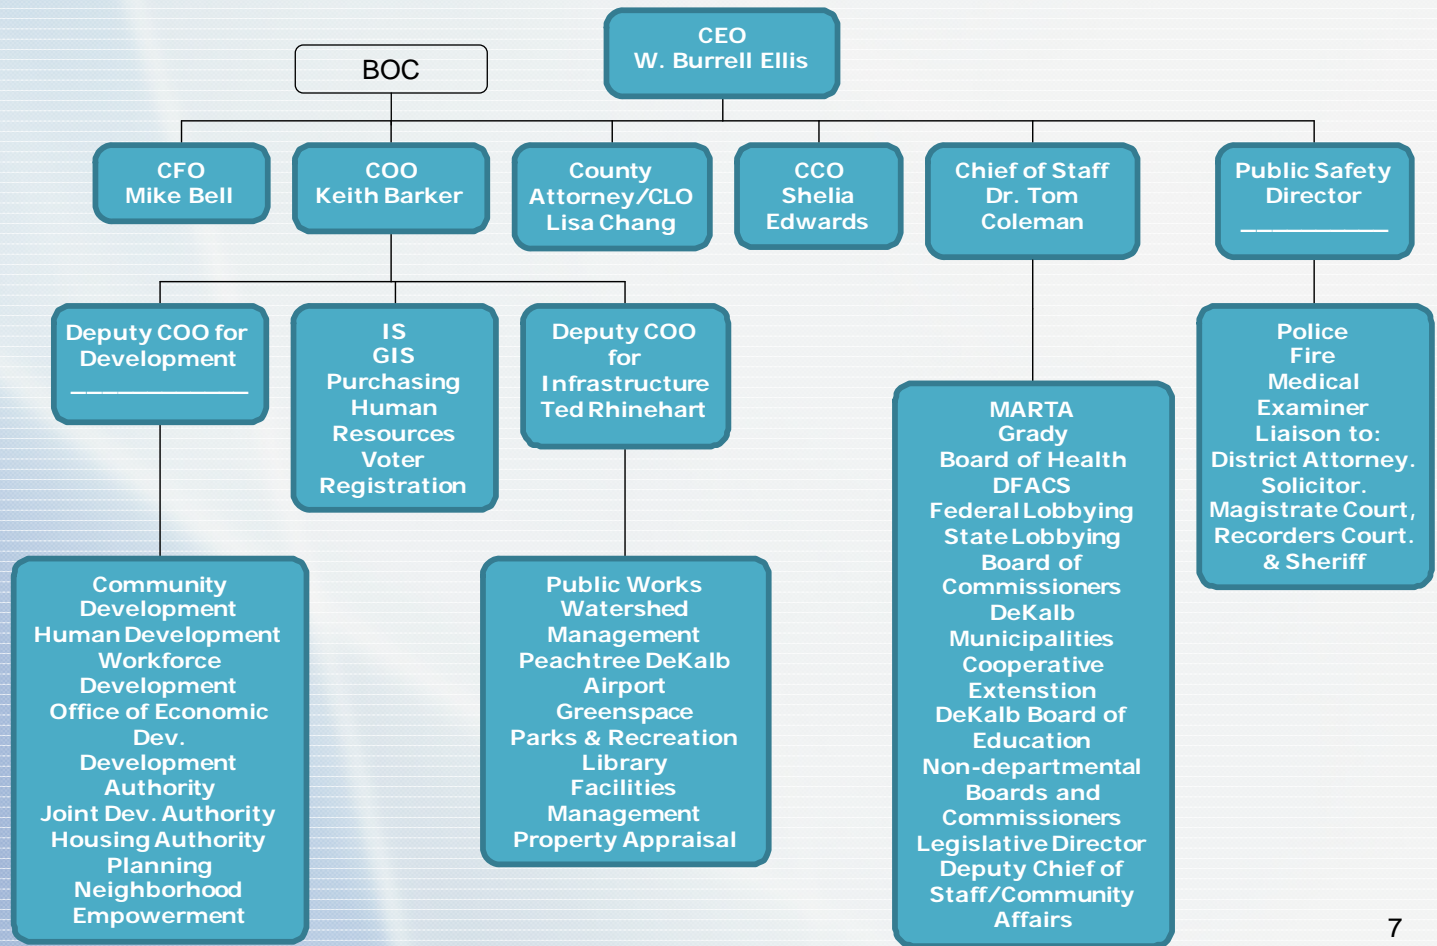 CEO
W. Burrell Ellis
BOC
CFO
Mike Bell
COO
Keith Barker
County
Attorney/CLO
Lisa Chang
CCO
Shelia
Edwards
Chief of Staff
Dr. Tom
Coleman
Public Safety
Director
__________
Deputy COO for
Development
____________
IS
GIS
Purchasing
Human
Resources
Voter
Registration
Deputy COO
for
Infrastructure
Ted Rhinehart
MARTA
Grady
Board of Health
DFACS
Federal Lobbying
State Lobbying
Board of
Commissioners
DeKalb
Municipalities
Cooperative
Extenstion
DeKalb Board of
Education
Non-departmental
Boards and
Commissioners
Legislative Director
Deputy Chief of
Staff/Community
Affairs
Police
Fire
Medical
Examiner
Liaison to:
District Attorney.
Solicitor.
Magistrate Court,
Recorders Court.
& Sheriff
Community
Development
Human Development
Workforce
Development
Office of Economic
Dev.
Development
Authority
Joint Dev. Authority
Housing Authority
Planning
Neighborhood
Empowerment
Public Works
Watershed
Management
Peachtree DeKalb
Airport
Greenspace
Parks & Recreation
Library
Facilities
Management
Property Appraisal
7